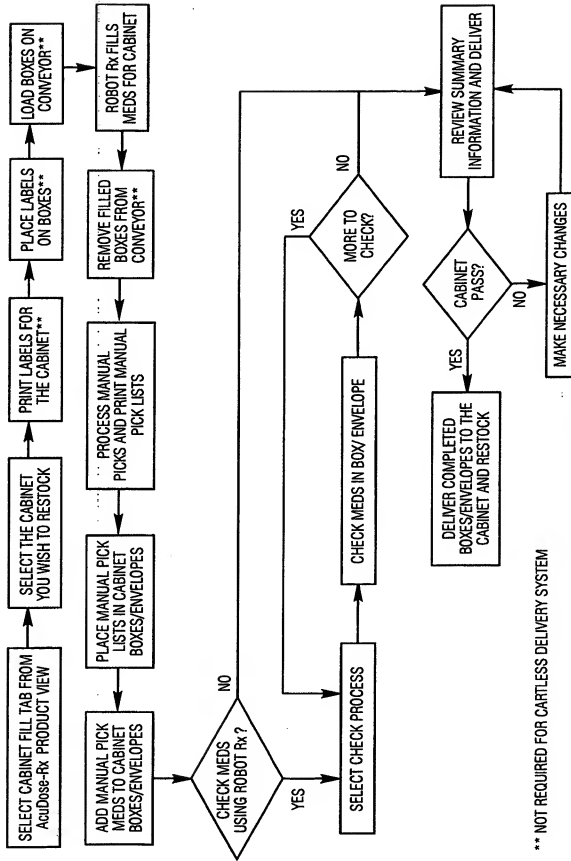 SELECT CABINET FILL TAB FROM
AcuDose-Rx PRODUCT VIEW
SELECT THE CABINET
YOU WISH TO RESTOCK
PRINT LABELS FOR
THE CABINET**
PLACE LABELS
ON BOXES**
LOAD BOXES ON
CONVEYOR**
ROBOT Rx FILLS
MEDS FOR CABINET
REMOVE FILLED
BOXES FROM
CONVEYOR**
PROCESS MANUAL
PICKS AND PRINT MANUAL
PICK LISTS
PLACE MANUAL PICK
LISTS IN CABINET
BOXES/ENVELOPES
ADD MANUAL PICK
MEDS TO CABINET
BOXES/ENVELOPES
CHECK MEDS
USING ROBOT Rx?
NO
YES
SELECT CHECK PROCESS
CHECK MEDS IN BOX/ ENVELOPE
MORE TO
CHECK?
YES
NO
REVIEW SUMMARY
INFORMATION AND DELIVER
CABINET
PASS?
YES
NO
MAKE NECESSARY CHANGES
DELIVER COMPLETED
BOXES/ENVELOPES TO THE
CABINET AND RESTOCK
** NOT REQUIRED FOR CARTLESS DELIVERY SYSTEM